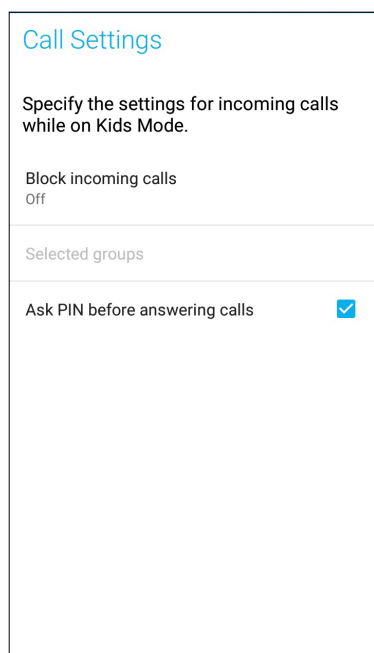 Call Settings
Specify the settings for incoming calls
while on Kids Mode.
Block incoming calls
Off
Selected groups
Ask PIN before answering calls